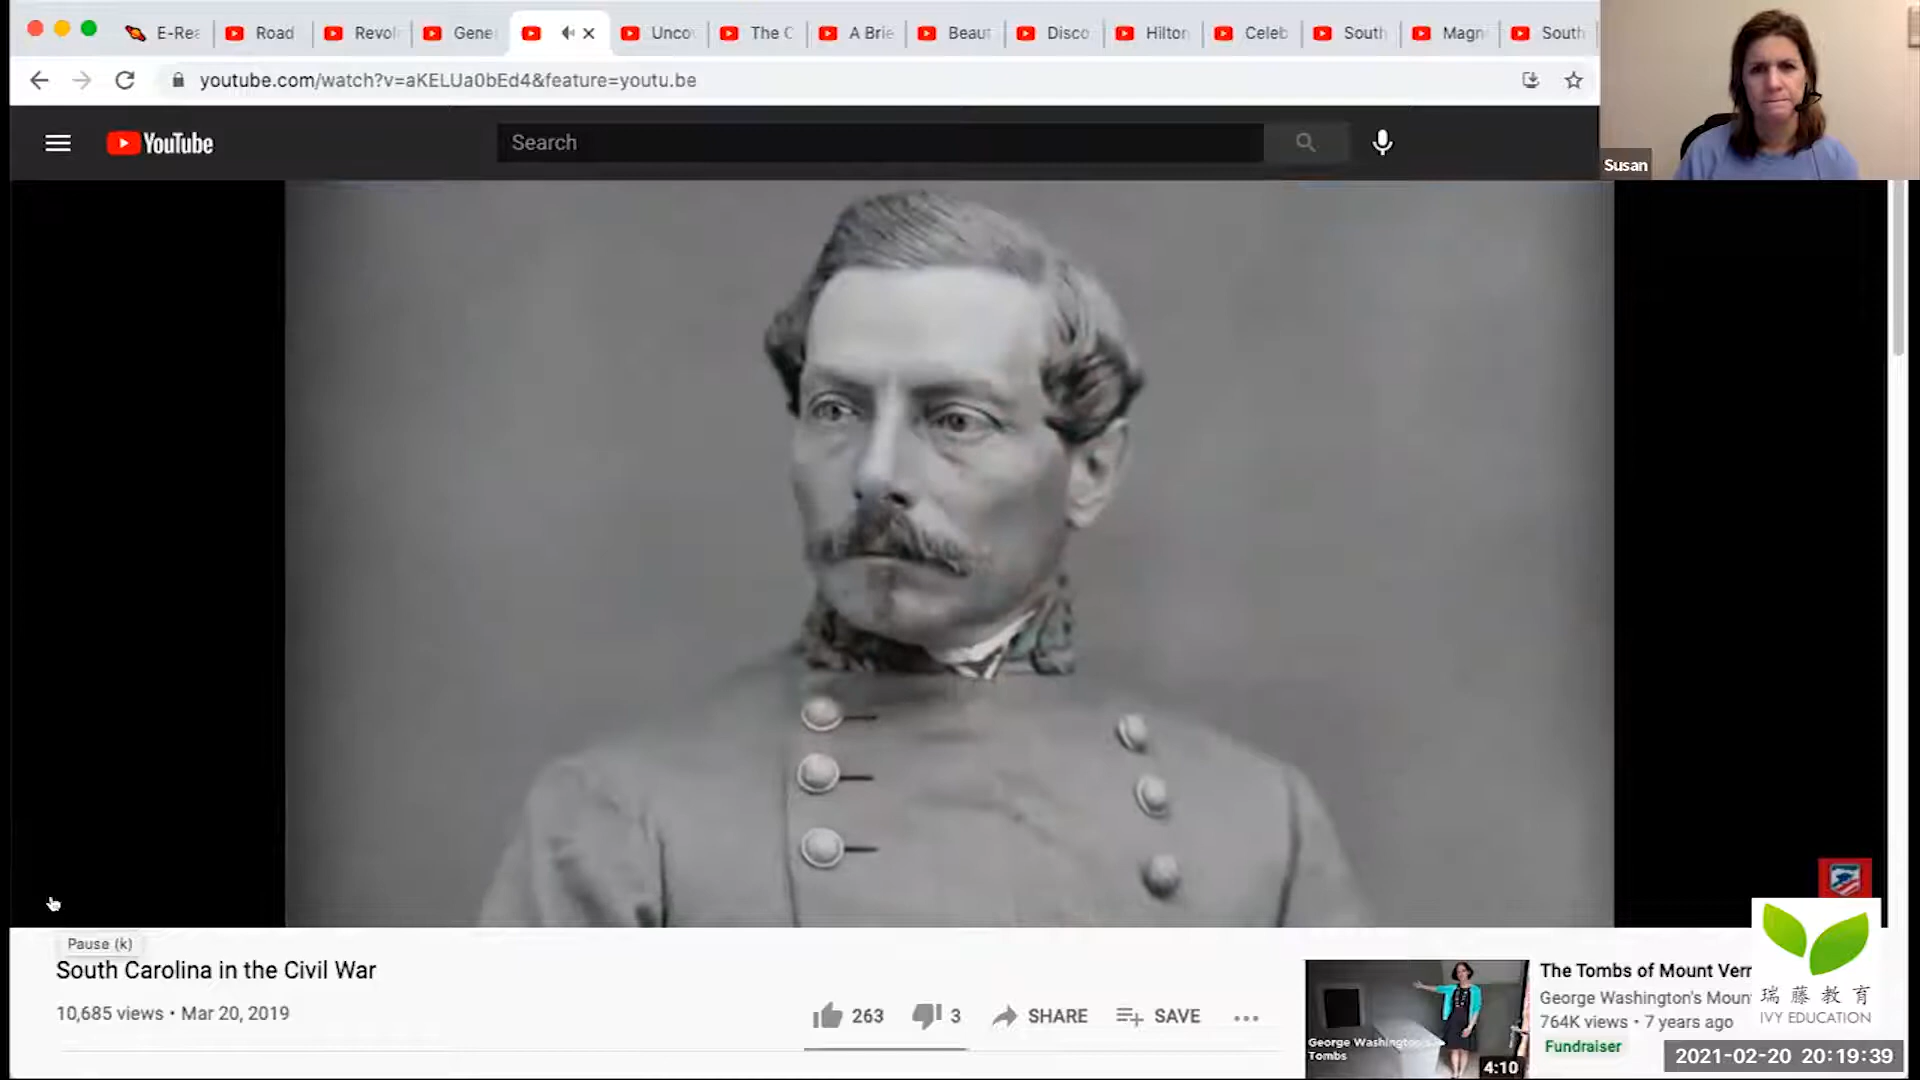 E-Rea
Road
Revol
Gene
Unco
The C
A Brie
Beaut
Disco
Hilton
Celeb
South
Magn
South
youtube.com/watch?v=aKELUa0bEd4&feature=youtu.be
YouTube
Search
Susan
Pause (k)
South Carolina in the Civil War
10,685 views • Mar 20, 2019
263
3
SHARE
SAVE
George Washington's
Tombs
4:10
The Tombs of Mount Vern
George Washington's Moun
764K views • 7 years ago
Fundraiser
瑞藤教育
IVY EDUCATION
2021-02-20 20:19:39